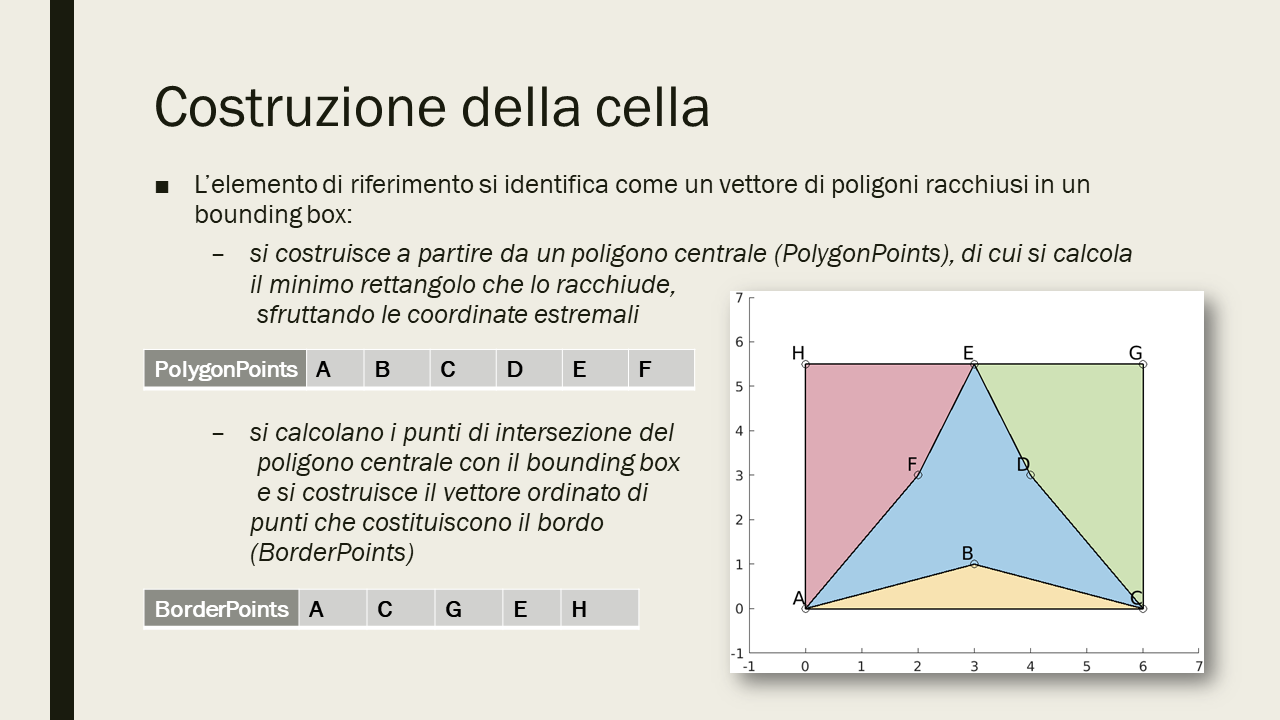 Costruzione della cella
■ L'elemento di riferimento si identifica come un vettore di poligoni racchiusi in un
bounding box:
– si costruisce a partire da un poligono centrale (PolygonPoints), di cui si calcola
il minimo rettangolo che lo racchiude,
sfruttando le coordinate estremali
PolygonPoints A B C D E F
– si calcolano i punti di intersezione del
poligono centrale con il bounding box
e si costruisce il vettore ordinato di
punti che costituiscono il bordo
(BorderPoints)
BorderPoints A C G E H
7
6
5
4
3
2
1
0
-1
H E G
F D
B
A C
-1 0 1 2 3 4 5 6 7